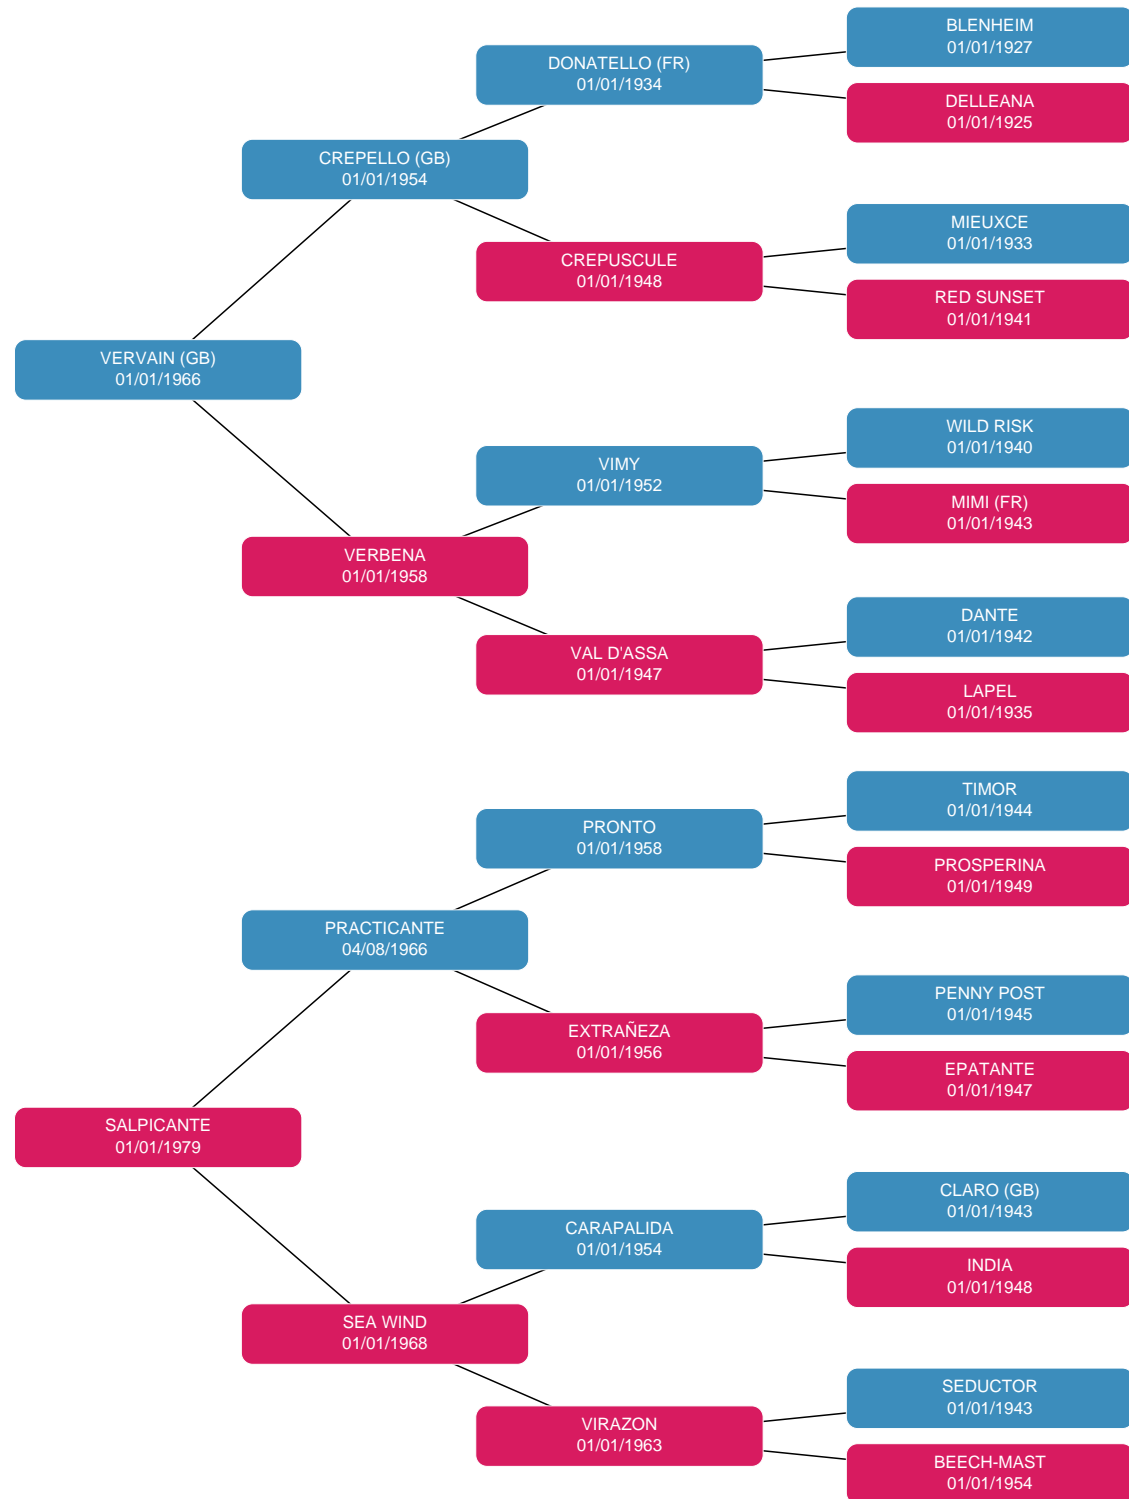 BLENHEIM
01/01/1927
DONATELLO (FR)
01/01/1934
DELLEANA
01/01/1925
CREPELLO (GB)
01/01/1954
MIEUXCE
01/01/1933
CREPUSCULE
01/01/1948
RED SUNSET
01/01/1941
VERVAIN (GB)
01/01/1966
WILD RISK
01/01/1940
VIMY
01/01/1952
MIMI (FR)
01/01/1943
VERBENA
01/01/1958
DANTE
01/01/1942
VAL D'ASSA
01/01/1947
LAPEL
01/01/1935
TIMOR
01/01/1944
PRONTO
01/01/1958
PROSPERINA
01/01/1949
PRACTICANTE
04/08/1966
PENNY POST
01/01/1945
EXTRAÑEZA
01/01/1956
EPATANTE
01/01/1947
SALPICANTE
01/01/1979
CLARO (GB)
01/01/1943
CARAPALIDA
01/01/1954
INDIA
01/01/1948
SEA WIND
01/01/1968
SEDUCTOR
01/01/1943
VIRAZON
01/01/1963
BEECH-MAST
01/01/1954